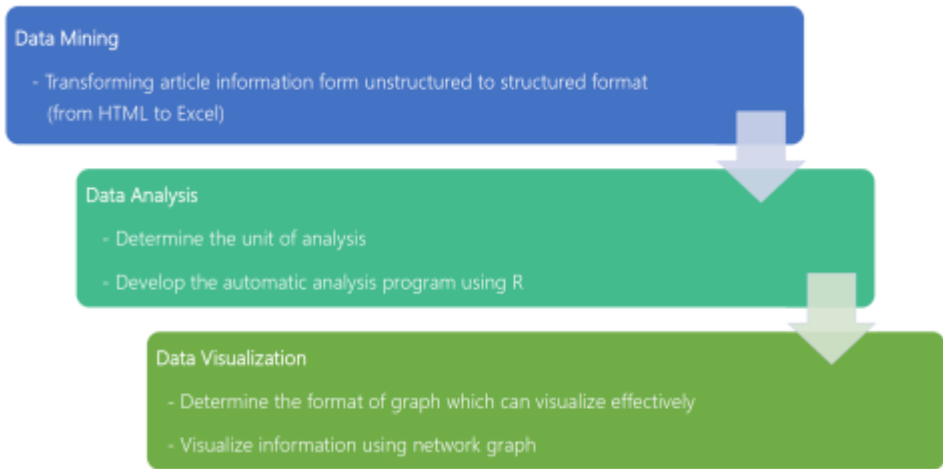 Data Mining
- Transforming article information form unstructured to structured format
(from HTML to Excel)
Data Analysis
- Determine the unit of analysis
- Develop the automatic analysis program using R
Data Visualization
- Determine the format of graph which can visualize effectively
- Visualize information using network graph